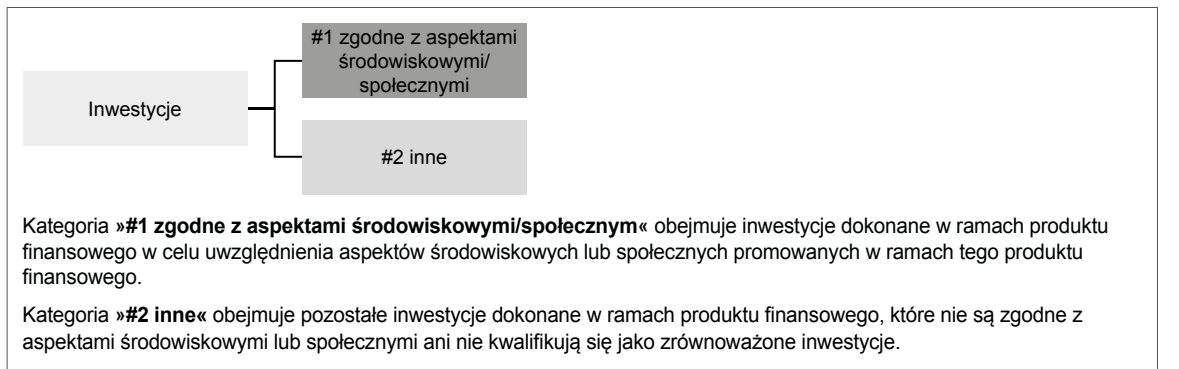 #1 zgodne z aspektami
środowiskowymi/
społecznymi
Inwestycje
#2 inne
Kategoria »#1 zgodne z aspektami środowiskowymi/społecznym« obejmuje inwestycje dokonane w ramach produktu
finansowego w celu uwzględnienia aspektów środowiskowych lub społecznych promowanych w ramach tego produktu
finansowego.
Kategoria »#2 inne« obejmuje pozostałe inwestycje dokonane w ramach produktu finansowego, które nie są zgodne z
aspektami środowiskowymi lub społecznymi ani nie kwalifikują się jako zrównoważone inwestycje.